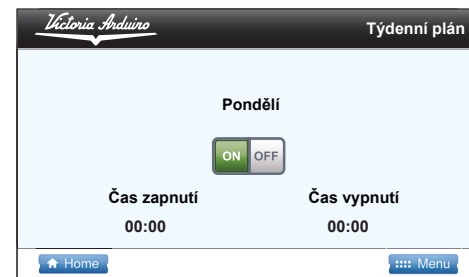 Victoria Arduino
Týdenní plán
Pondělí
ON OFF
Čas zapnutí Čas vypnutí
00:00 00:00
Home Menu